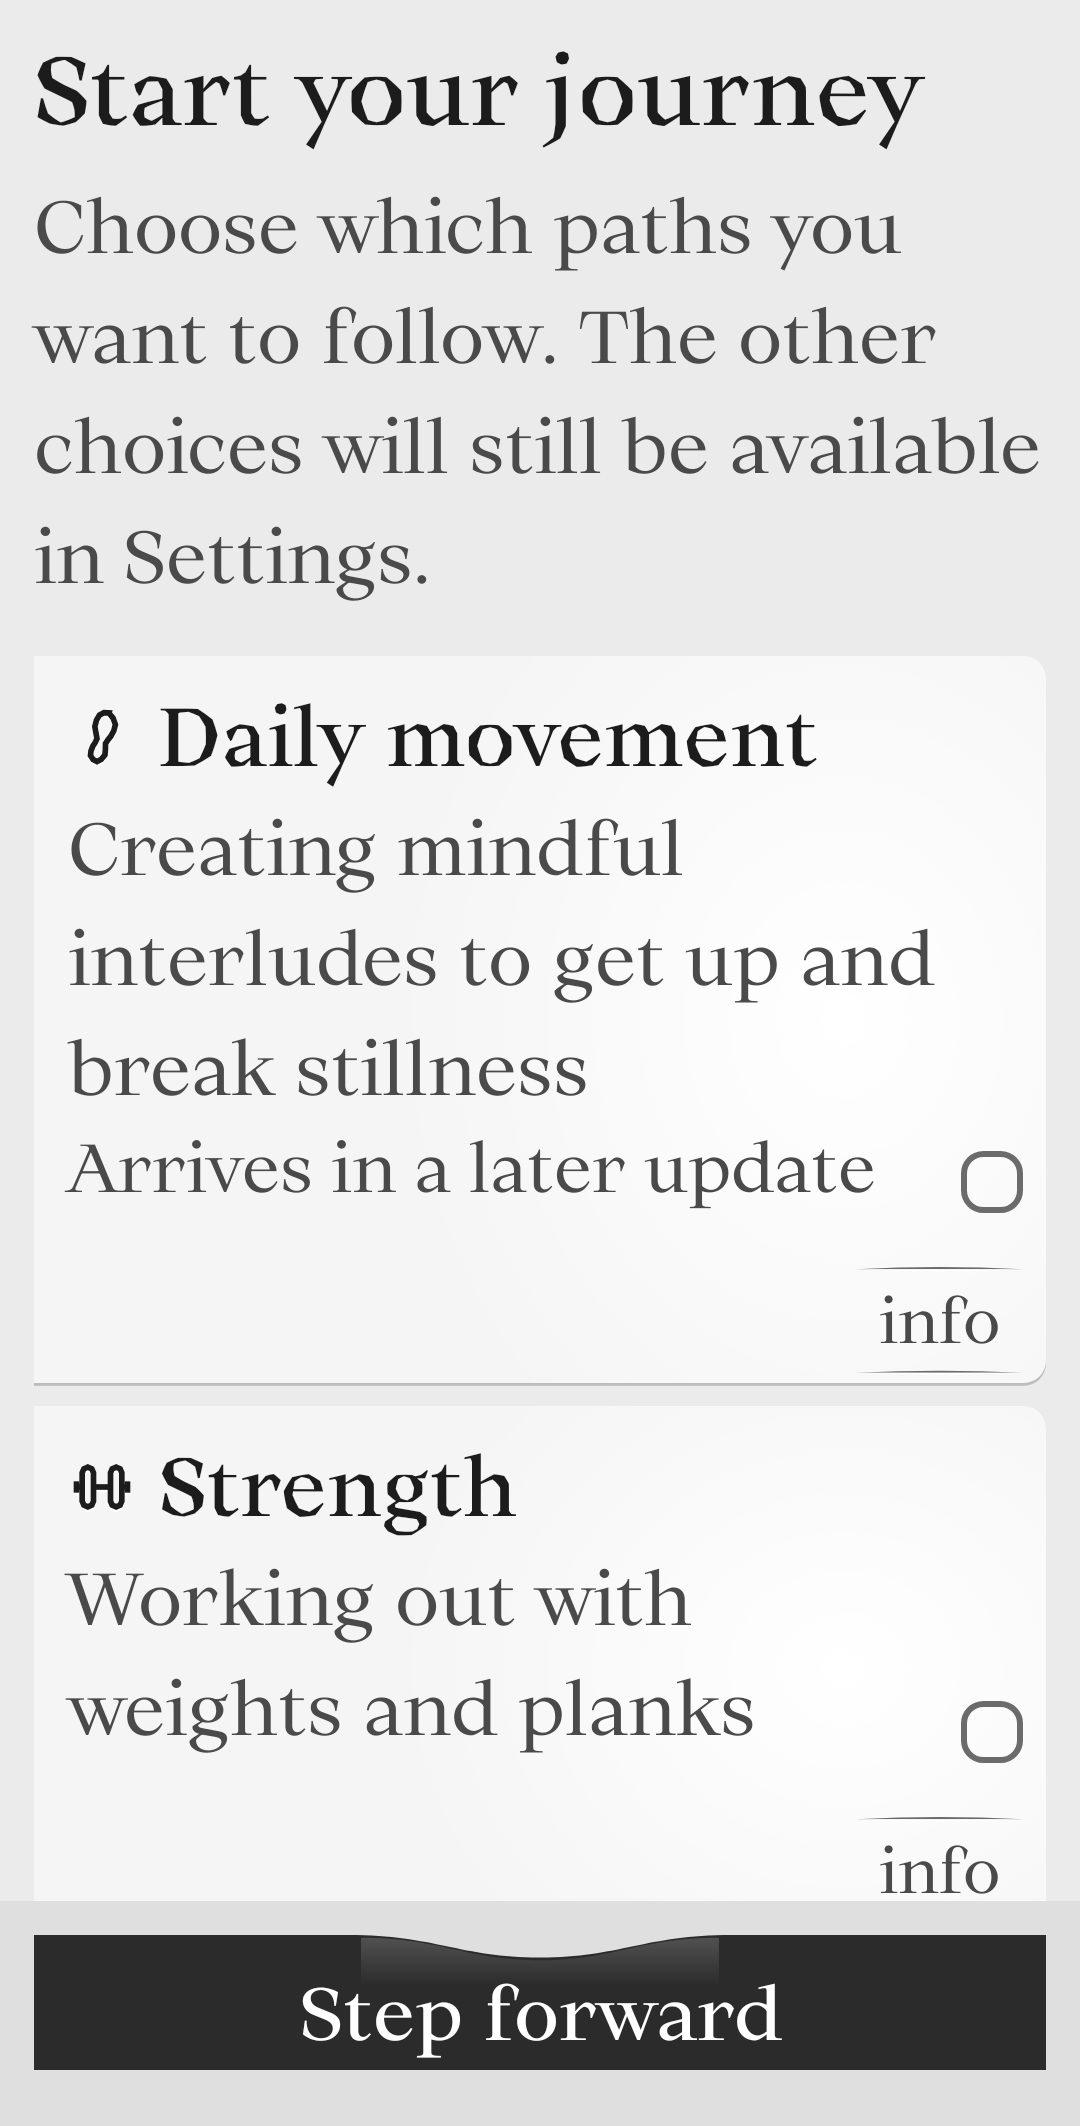 Start your journey
Choose which paths you
want to follow. The other
choices will still be available
in Settings.
Daily movement
Creating mindful
interludes to get up and
break stillness
Arrives in a later update
info
Strength
Working out with
weights and planks
info
Step forward